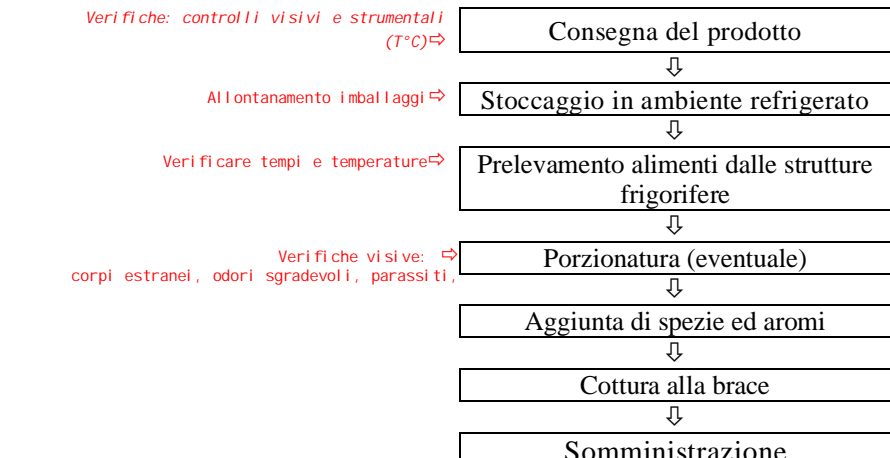 Verifiche: controlli visivi e strumentali
(T°C)⇨
Consegna del prodotto
⇩
Allontanamento imballaggi⇨
Stoccaggio in ambiente refrigerato
⇩
Verificare tempi e temperature⇨
Prelevamento alimenti dalle strutture
frigorifere
⇩
Verifiche visive: ⇨
corpi estranei, odori sgradevoli, parassiti,
Porzionatura (eventuale)
⇩
Aggiunta di spezie ed aromi
⇩
Cottura alla brace
⇩
Somministrazione